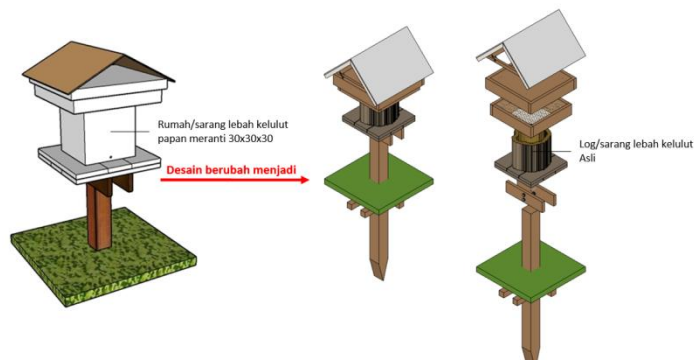 Rumah/sarang lebah kelulut
papan meranti 30x30x30
Desain berubah menjadi
Log/sarang lebah kelulut
Asli